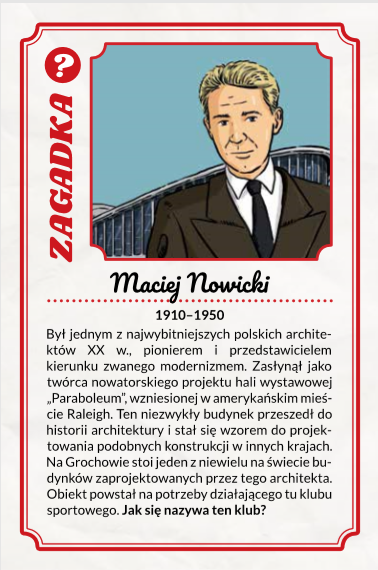 ?
ZAGADKA
Maciej Nowicki
1910–1950
Był jednym z najwybitniejszych polskich archite-
któw XX w., pionierem i przedstawicielem
kierunku zwanego modernizmem. Zasłynął jako
twórca nowatorskiego projektu hali wystawowej
„Paraboleum”, wzniesionej w amerykańskim mieś-
cie Raleigh. Ten niezwykły budynek przeszedł do
historii architektury i stał się wzorem do projek-
towania podobnych konstrukcji w innych krajach.
Na Grochowie stoi jeden z niewielu na świecie bu-
dynków zaprojektowanych przez tego architekta.
Obiekt powstał na potrzeby działającego tu klubu
sportowego. Jak się nazywa ten klub?